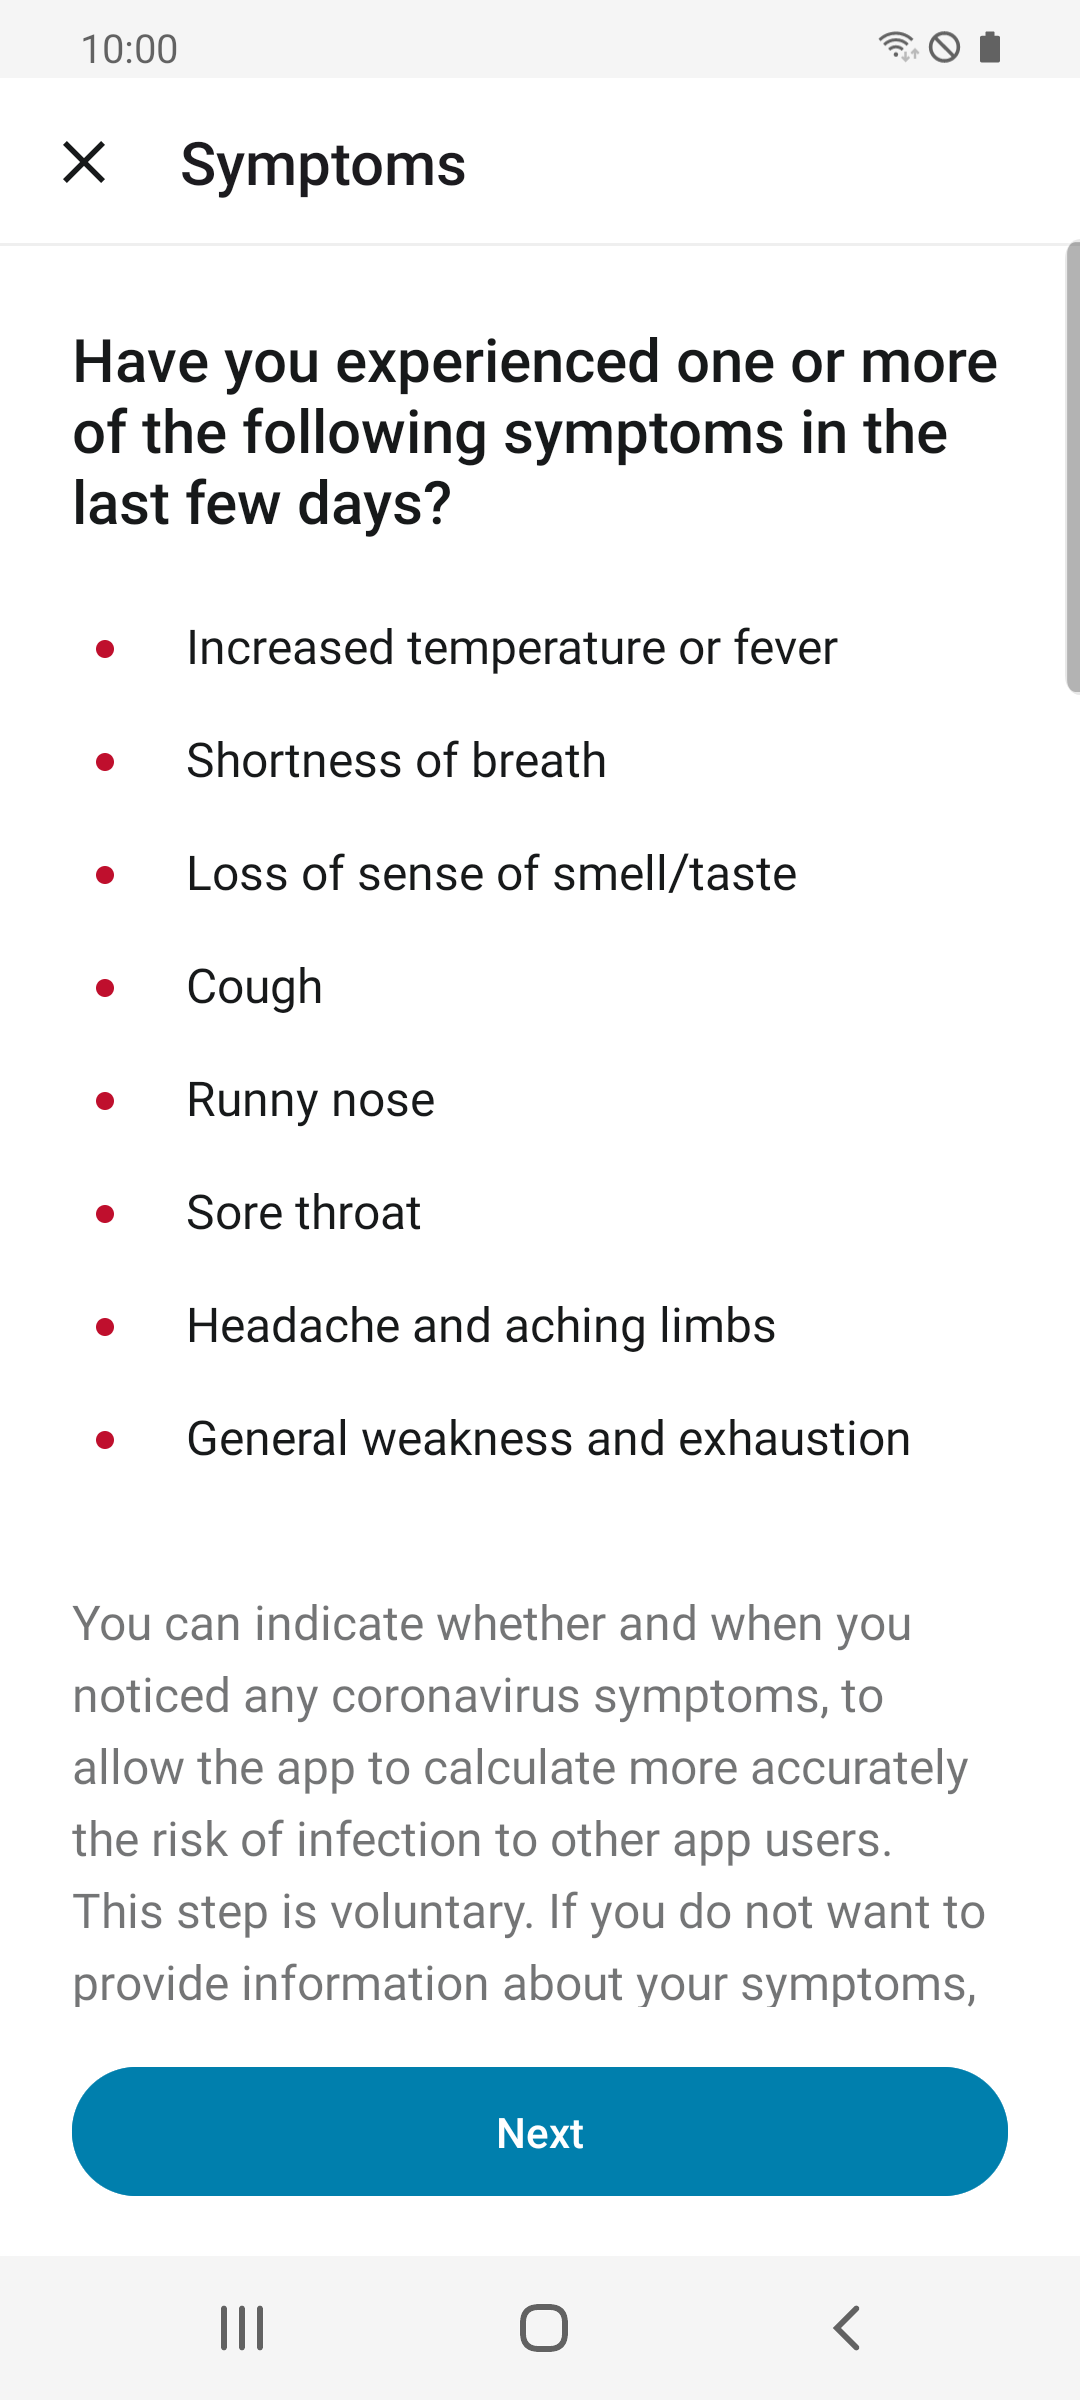 10:00
Symptoms
Have you experienced one or more
of the following symptoms in the
last few days?
Increased temperature or fever
Shortness of breath
Loss of sense of smell/taste
Cough
Runny nose
Sore throat
Headache and aching limbs
General weakness and exhaustion
You can indicate whether and when you
noticed any coronavirus symptoms, to
allow the app to calculate more accurately
the risk of infection to other app users.
This step is voluntary. If you do not want to
provide information about your symptoms,
Next